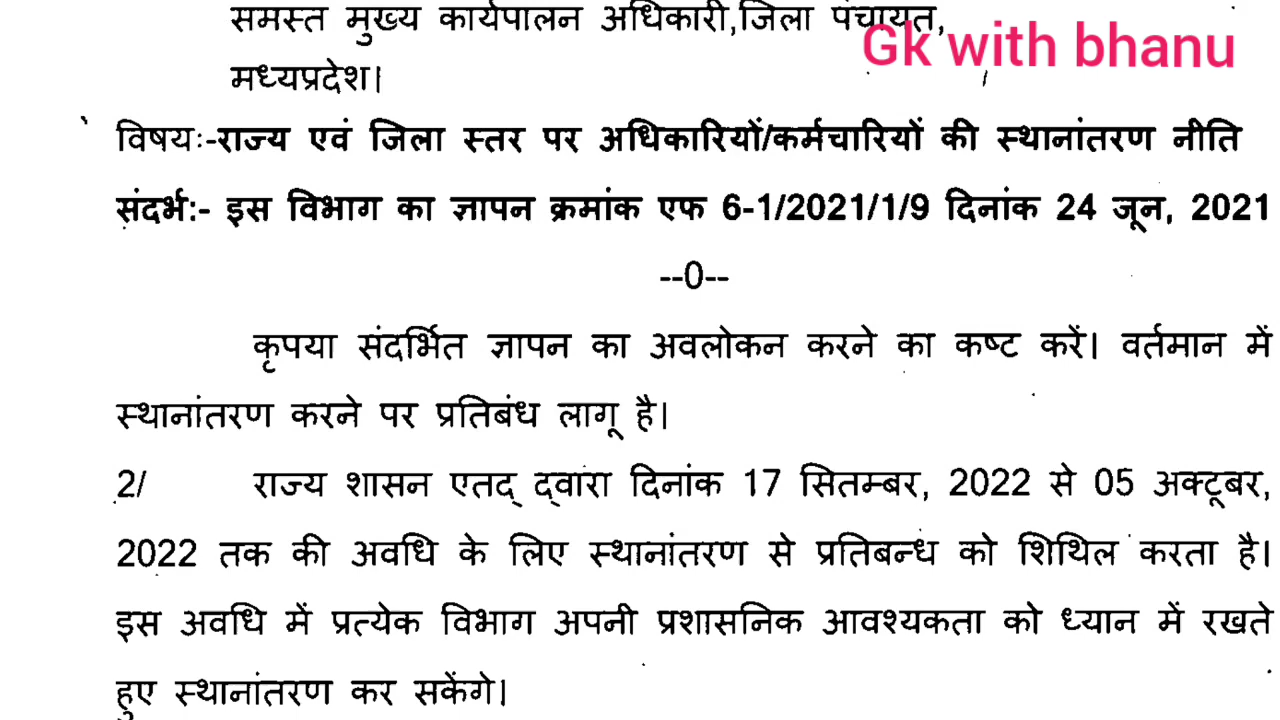 समस्त मुख्य कार्यपालन अधिकारी,जिला पंचायत,
Gk with bhanu
मध्यप्रदेश।
विषयः-राज्य एवं जिला स्तर पर अधिकारियों/कर्मचारियों की स्थानांतरण नीति
संदर्भ:- इस विभाग का ज्ञापन क्रमांक एफ 6-1/2021/1/9 दिनांक 24 जून, 2021
--0--
कृपया संदर्भित ज्ञापन का अवलोकन करने का कष्ट करें। वर्तमान में
स्थानांतरण करने पर प्रतिबंध लागू है।
2/ राज्य शासन एतद् द्वारा दिनांक 17 सितम्बर, 2022 से 05 अक्टूबर,
2022 तक की अवधि के लिए स्थानांतरण से प्रतिबन्ध को शिथिल करता है।
इस अवधि में प्रत्येक विभाग अपनी प्रशासनिक आवश्यकता को ध्यान में रखते
हुए स्थानांतरण कर सकेंगे।